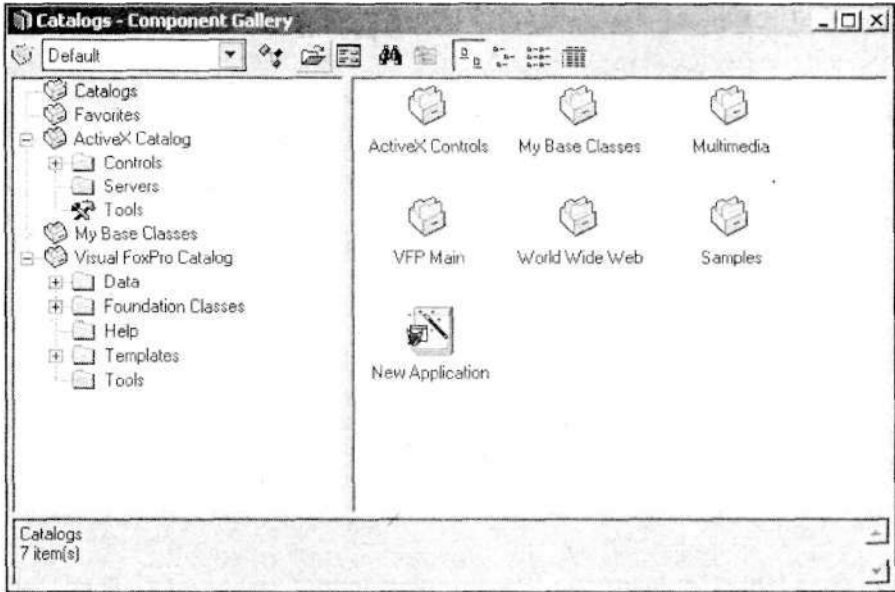 Catalogs - Component Gallery
Default
Catalogs
Favorites
ActiveX Catalog
Controls
Servers
Tools
My Base Classes
Visual FoxPro Catalog
Data
Foundation Classes
Help
Templates
Tools
ActiveX Controls
My Base Classes
Multimedia
VFP Main
World Wide Web
Samples
New Application
Catalogs
7 item(s)